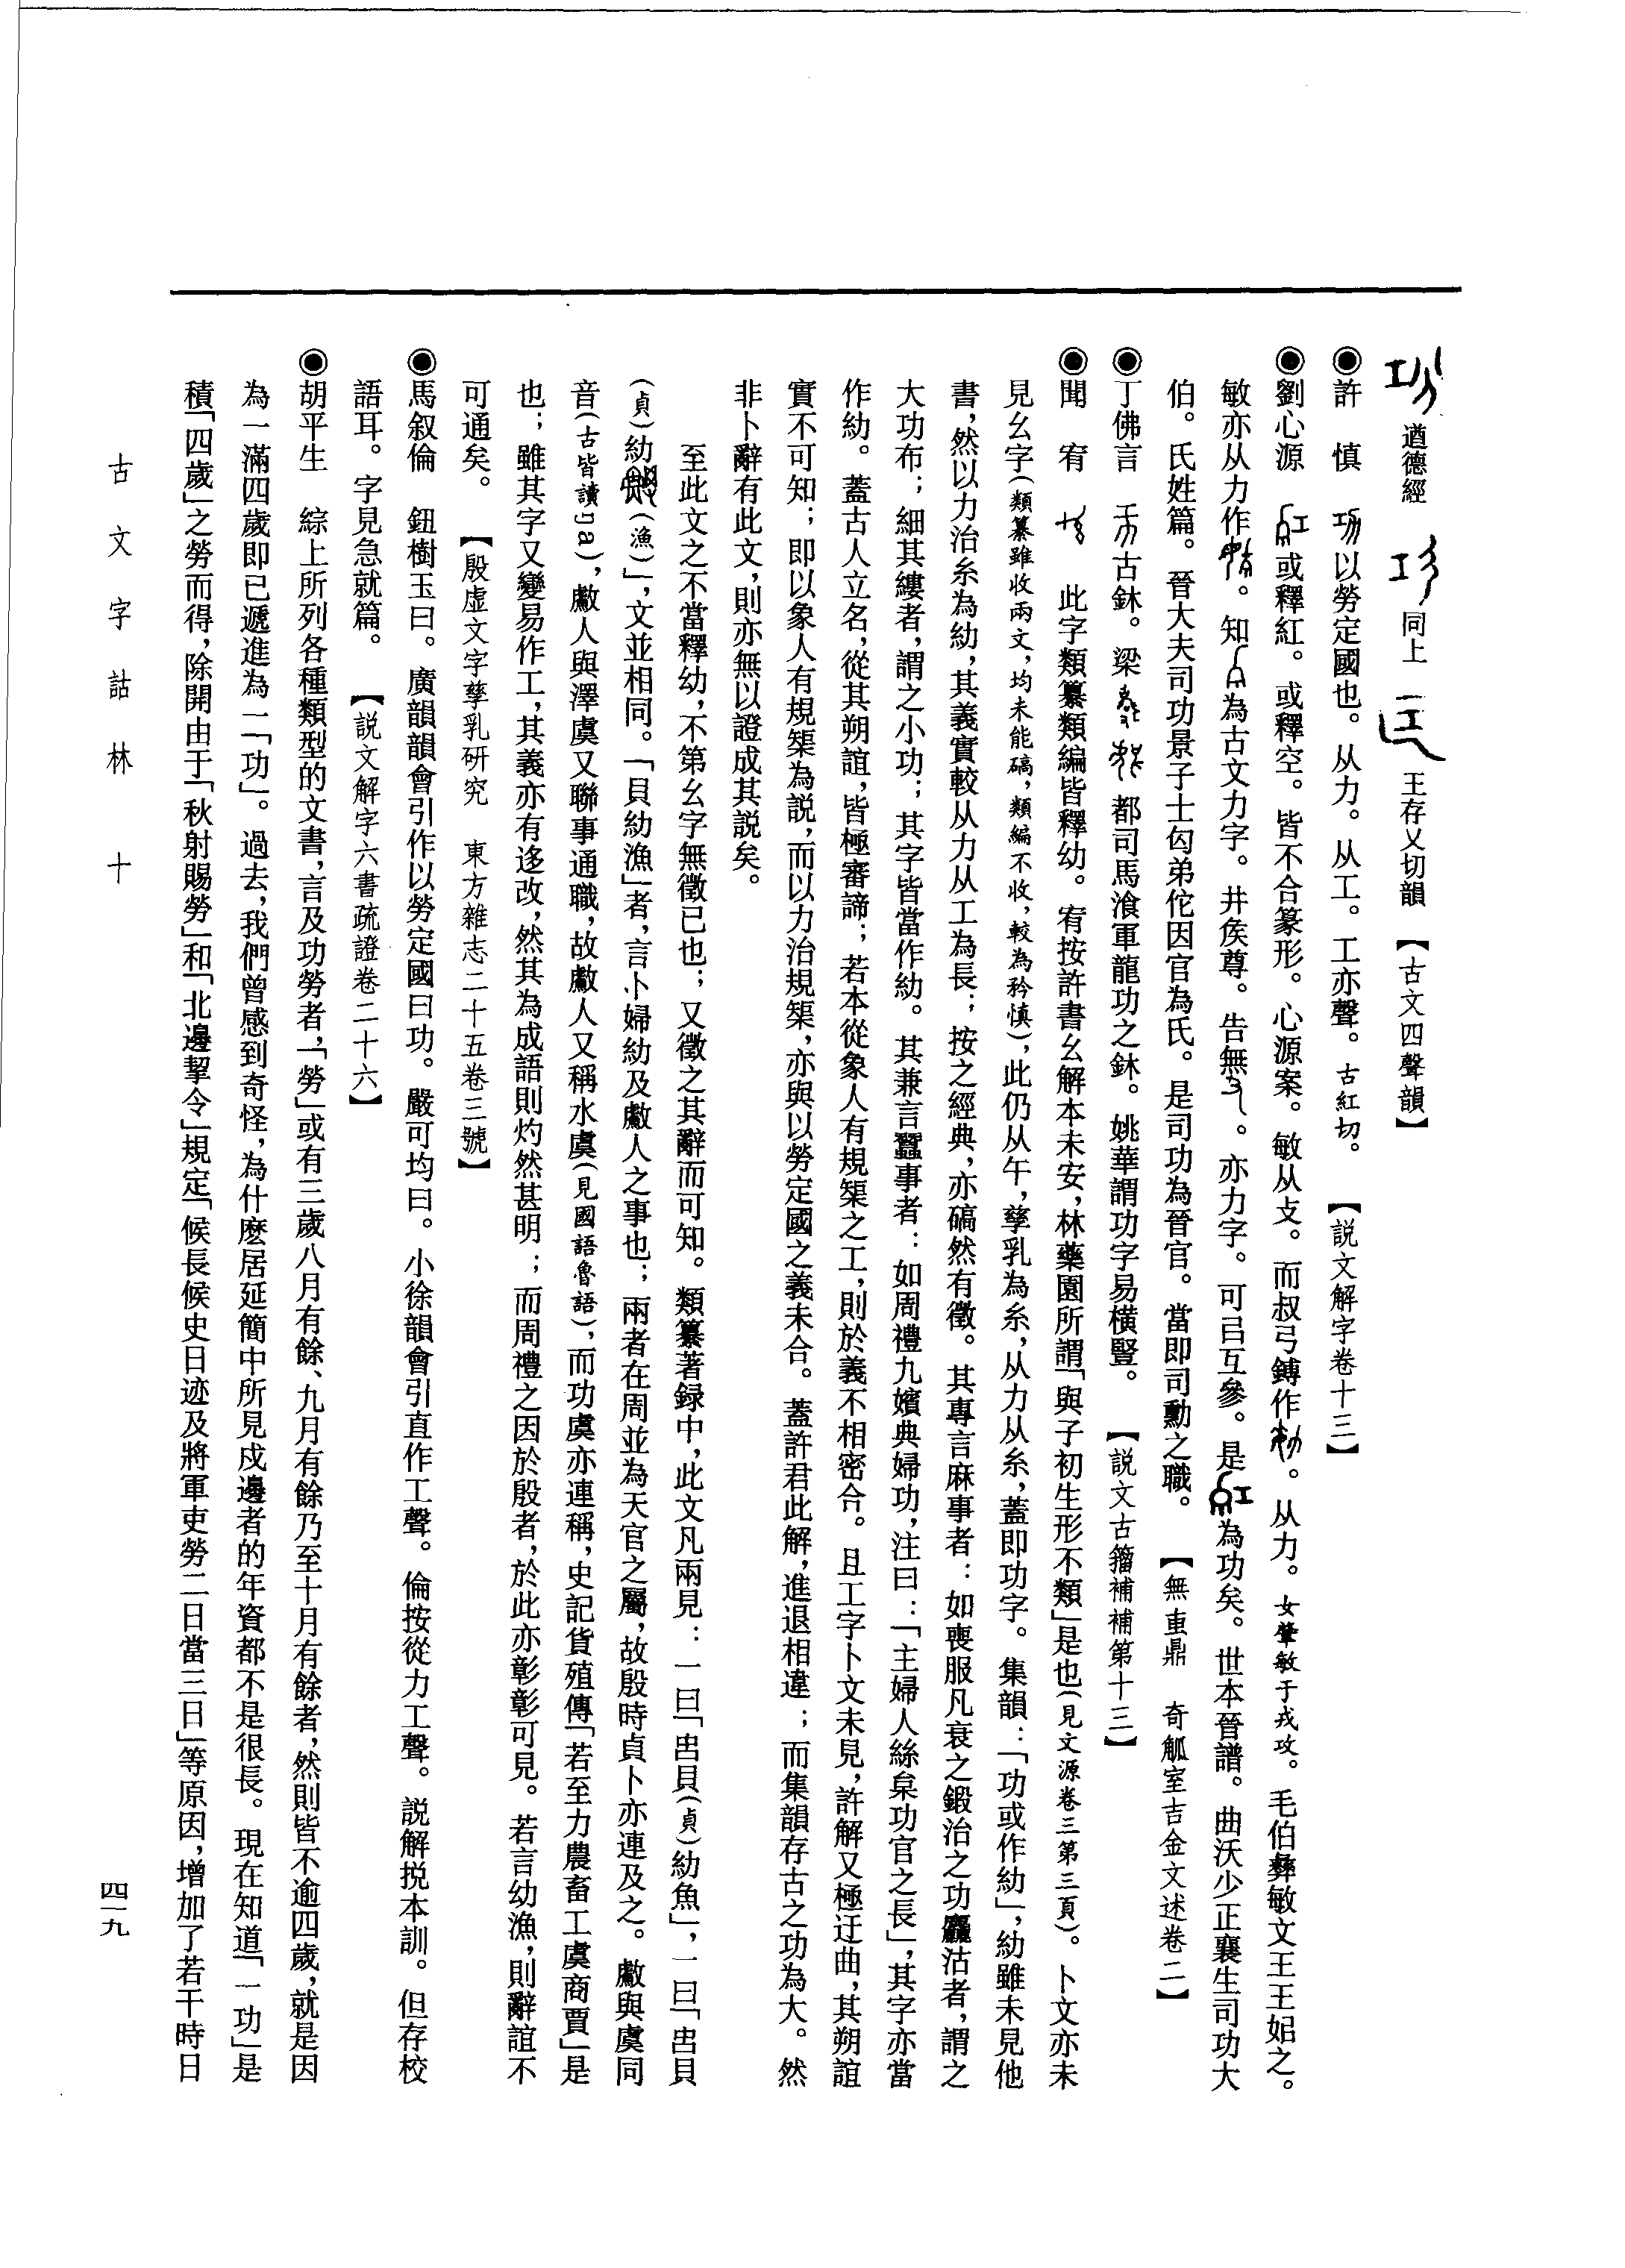 道德經 同上 王存乂切韻 【古文四聲韻】
◉許 慎 以勞定國也。从力。从工。工亦聲。古紅切。 【説文解字卷十三】
◉劉心源 或釋紅。或釋空。皆不合篆形。心源案。敏从攴。而叔弓鎛作。从力。女肇敏于戎攻。毛伯彝敏文王王姒之。
敏亦从力作。知為古文力字。井矦尊。告無。亦力字。可㠯互參。是為功矣。世本晉譜。曲沃少正襄生司功大
伯。氏姓篇。晉大夫司功景子士匄弟佗因官為氏。是司功為晉官。當即司勳之職。 【無叀鼎 奇觚室吉金文述卷二】
◉丁佛言 古鉢。梁 都司馬飡軍龍功之鉢。姚華謂功字易橫豎。 【説文古籀補補第十三】
◉聞 宥 此字類纂類編皆釋幼。宥按許書幺解本未安，林藥園所謂「與子初生形不類」是也（見文源卷三第三頁）。卜文亦未
見幺字（類纂雖收兩文，均未能碻，類編不收，較為矜慎），此仍从午，孳乳為糸，从力从糸，蓋即功字。集韻：「功或作㓜」，㓜雖未見他
書，然以力治糸為㓜，其義實較从力从工為長；按之經典，亦碻然有徵。其專言麻事者：如喪服凡衰之鍛治之功麤沽者，謂之
大功布；細其縷者，謂之小功；其字皆當作㓜。其兼言蠶事者：如周禮九嬪典婦功，注曰：「主婦人絲枲功官之長」，其字亦當
作㓜。蓋古人立名，從其朔誼，皆極審諦；若本從象人有規榘之工，則於義不相密合。且工字卜文未見，許解又極迂曲，其朔誼
實不可知；即以象人有規榘為説，而以力治規榘，亦與以勞定國之義未合。蓋許君此解，進退相違；而集韻存古之功為大。然
非卜辭有此文，則亦無以證成其説矣。
至此文之不當釋幼，不第幺字無徵已也；又徵之其辭而可知。類纂著録中，此文凡兩見：一曰「𠱠貝（貞）㓜魚」，一曰「𠱠貝
（貞）㓜（漁）」，文並相同。「貝㓜漁」者，言卜婦㓜及䱷人之事也；兩者在周並為天官之屬，故殷時貞卜亦連及之。䱷與虞同
音（古皆讀ŋa），䱷人與澤虞又聯事通職，故䱷人又稱水虞（見國語魯語），而功虞亦連稱，史記貨殖傳「若至力農畜工虞商賈」是
也；雖其字又變易作工，其義亦有迻改，然其為成語則灼然甚明；而周禮之因於殷者，於此亦彰彰可見。若言幼漁，則辭誼不
可通矣。 【殷虛文字孳乳研究 東方雜志二十五卷三號】
◉馬叙倫 鈕樹玉曰。廣韻韻會引作以勞定國曰功。嚴可均曰。小徐韻會引直作工聲。倫按從力工聲。説解捝本訓。但存校
語耳。字見急就篇。 【説文解字六書疏證卷二十六】
◉胡平生 綜上所列各種類型的文書，言及功勞者，「勞」或有三歲八月有餘、九月有餘乃至十月有餘者，然則皆不逾四歲，就是因
為一滿四歲即已遞進為一「功」。過去，我們曾感到奇怪，為什麽居延簡中所見戍邊者的年資都不是很長。現在知道「一功」是
積「四歲」之勞而得，除開由于「秋射賜勞」和「北邊挈令」規定「候長候史日迹及將軍吏勞二日當三日」等原因，增加了若干時日
古文字詁林 十
四一九